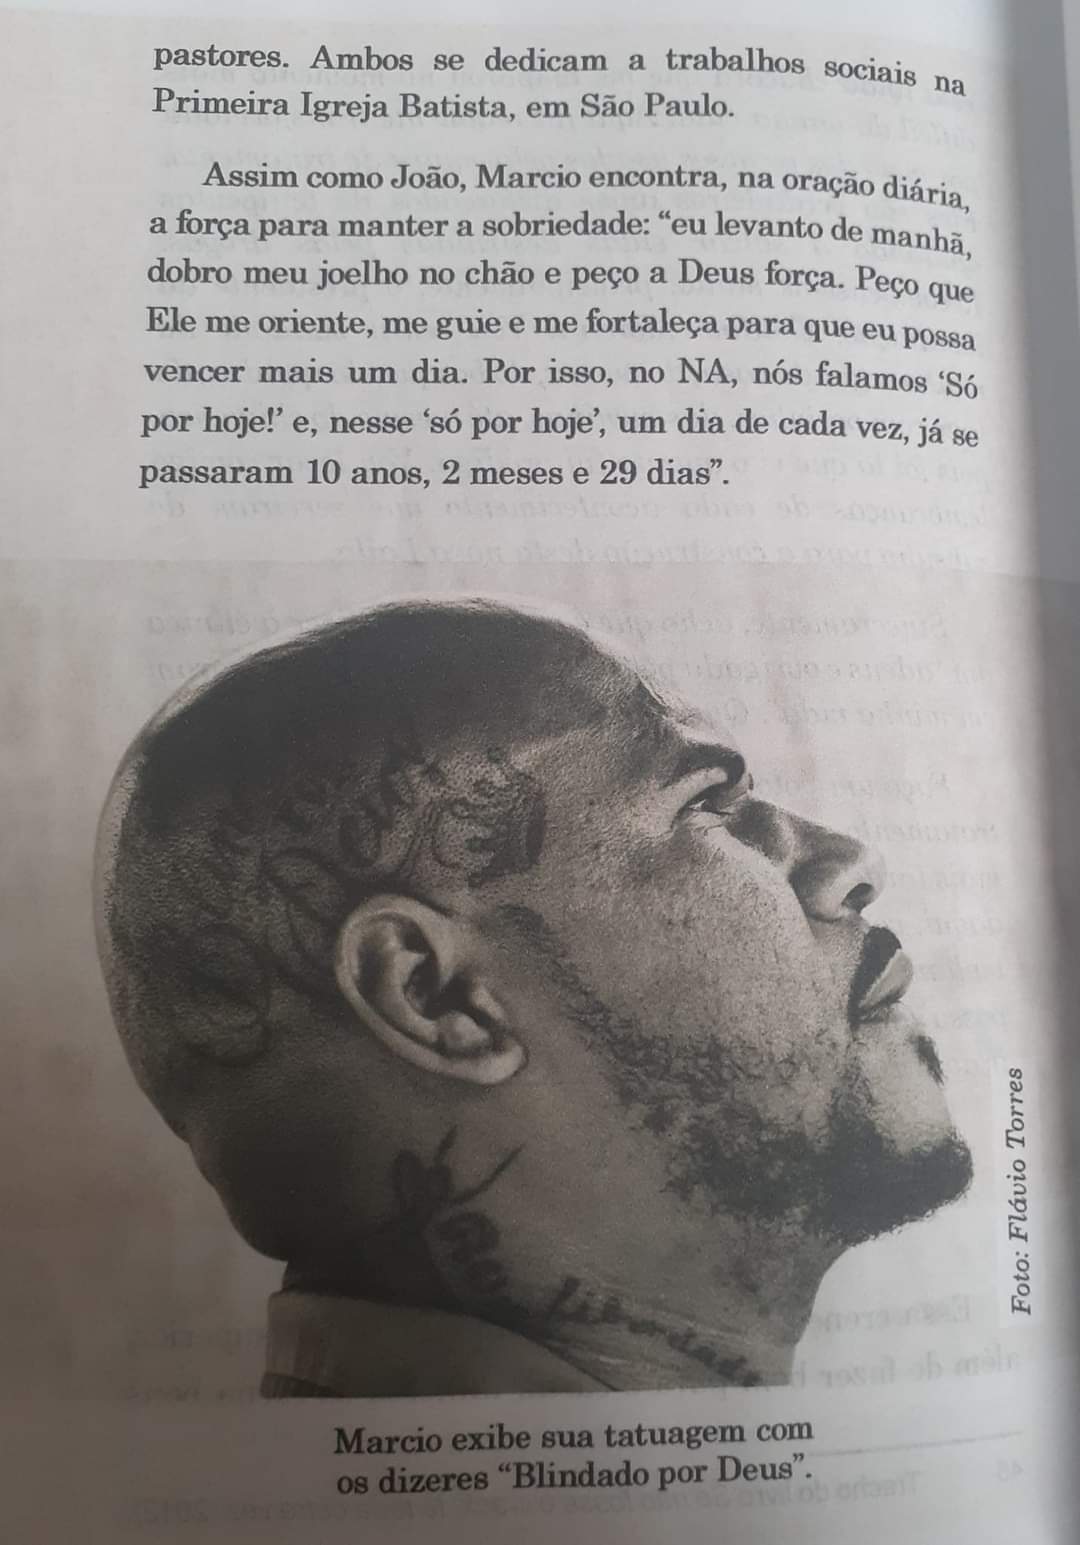 pastores. Ambos se dedicam a trabalhos sociais na
Primeira Igreja Batista, em São Paulo.
Assim como João, Marcio encontra, na oração diária,
a força para manter a sobriedade: “eu levanto de manhã,
dobro meu joelho no chão e peço a Deus força. Peço que
Ele me oriente, me guie e me fortaleça para que eu possa
vencer mais um dia. Por isso, no NA, nós falamos ‘Só
por hoje!’ e, nesse ‘só por hoje’, um dia de cada vez, já se
passaram 10 anos, 2 meses e 29 dias”.
Liberdade
Foto: Flávio Torres
Marcio exibe sua tatuagem com
os dizeres “Blindado por Deus”.